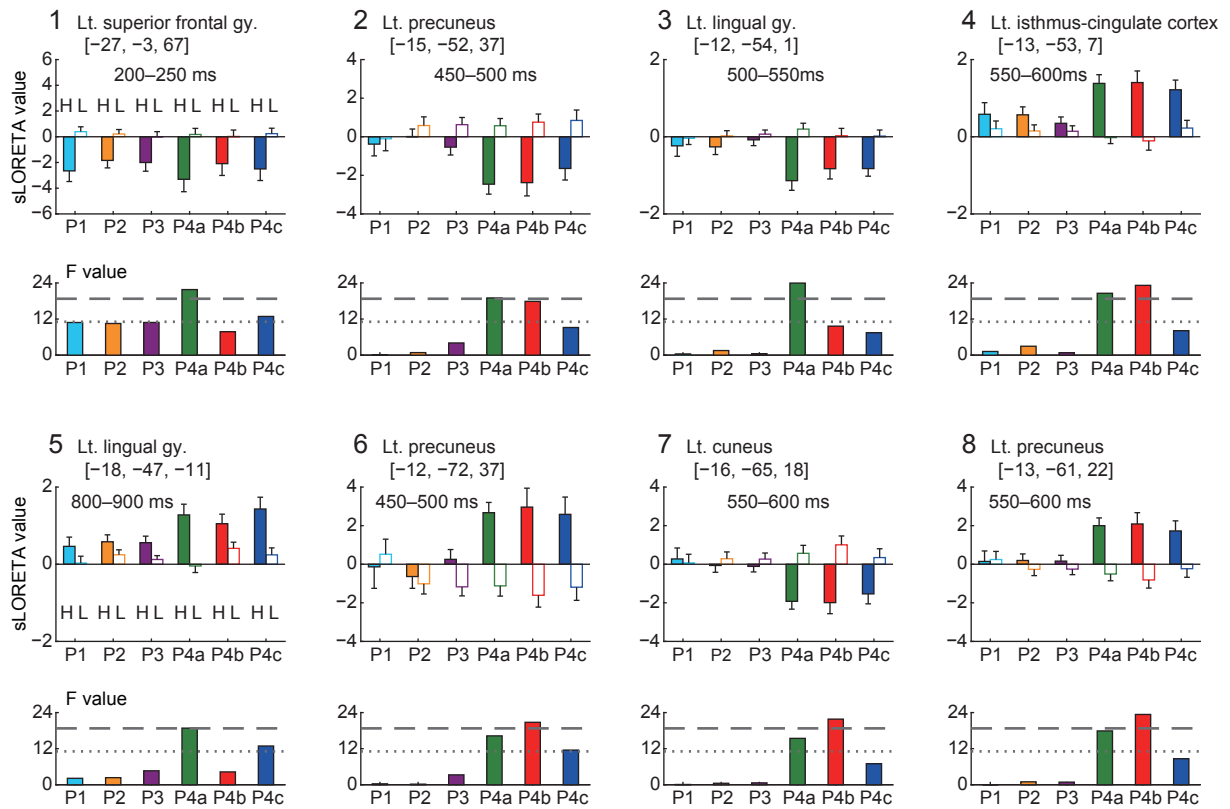 1 Lt. superior frontal gy.
[−27, −3, 67]
200–250 ms
sLORETA value
6
4
2
0
−2
−4
−6
H L H L H L H L H L H L
P1 P2 P3 P4a P4b P4c
F value
24
12
0
P1 P2 P3 P4a P4b P4c
2 Lt. precuneus
[−15, −52, 37]
450–500 ms
4
2
0
−2
−4
P1 P2 P3 P4a P4b P4c
24
12
0
P1 P2 P3 P4a P4b P4c
3 Lt. lingual gy.
[−12, −54, 1]
500–550ms
2
0
−2
P1 P2 P3 P4a P4b P4c
24
12
0
P1 P2 P3 P4a P4b P4c
4 Lt. isthmus-cingulate cortex
[−13, −53, 7]
550–600ms
2
0
−2
P1 P2 P3 P4a P4b P4c
24
12
0
P1 P2 P3 P4a P4b P4c
5 Lt. lingual gy.
[−18, −47, −11]
800–900 ms
sLORETA value
2
0
−2
H L H L H L H L H L H L
P1 P2 P3 P4a P4b P4c
F value
24
12
0
P1 P2 P3 P4a P4b P4c
6 Lt. precuneus
[−12, −72, 37]
450–500 ms
4
2
0
−2
−4
P1 P2 P3 P4a P4b P4c
24
12
0
P1 P2 P3 P4a P4b P4c
7 Lt. cuneus
[−16, −65, 18]
550–600 ms
4
2
0
−2
−4
P1 P2 P3 P4a P4b P4c
24
12
0
P1 P2 P3 P4a P4b P4c
8 Lt. precuneus
[−13, −61, 22]
550–600 ms
4
2
0
−2
−4
P1 P2 P3 P4a P4b P4c
24
12
0
P1 P2 P3 P4a P4b P4c